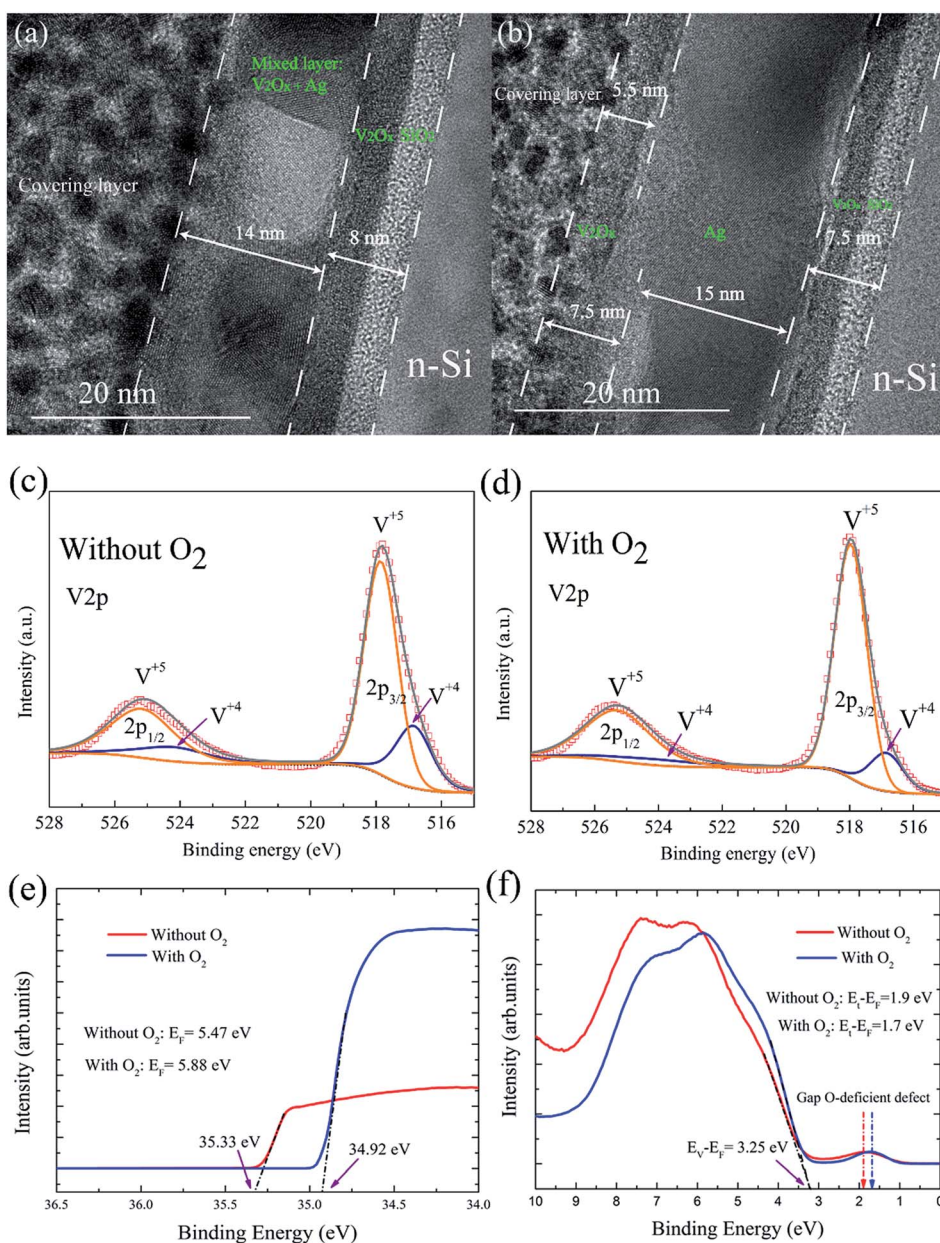 (a)
Mixed layer:
V2Ox+ Ag
V2Ox SiOx
Covering layer
14 nm
8 nm
n-Si
20 nm
(b)
Covering layer
5.5 nm
V2Ox
Ag
7.5 nm
7.5 nm
15 nm
n-Si
20 nm
(c)
Without O2
V2p
V+5
V+5
V+4
2p1/2
2p3/2
V+4
Intensity (a.u.)
528 526 524 522 520 518 516
Binding energy (eV)
(d)
With O2
V2p
V+5
V+5
V+4
2p1/2
2p3/2
V+4
Intensity (a.u.)
528 526 524 522 520 518 516
Binding energy (eV)
(e)
Without O2
With O2
Without O2: EF= 5.47 eV
With O2: EF= 5.88 eV
35.33 eV
34.92 eV
Intensity (arb.units)
36.5 36.0 35.5 35.0 34.5 34.0
Binding Energy (eV)
(f)
Without O2
With O2
Without O2: Et-EF=1.9 eV
With O2: Et-EF=1.7 eV
Gap O-deficient defect
EV-EF= 3.25 eV
Intensity (arb.units)
10 9 8 7 6 5 4 3 2 1 0
Binding Energy (eV)